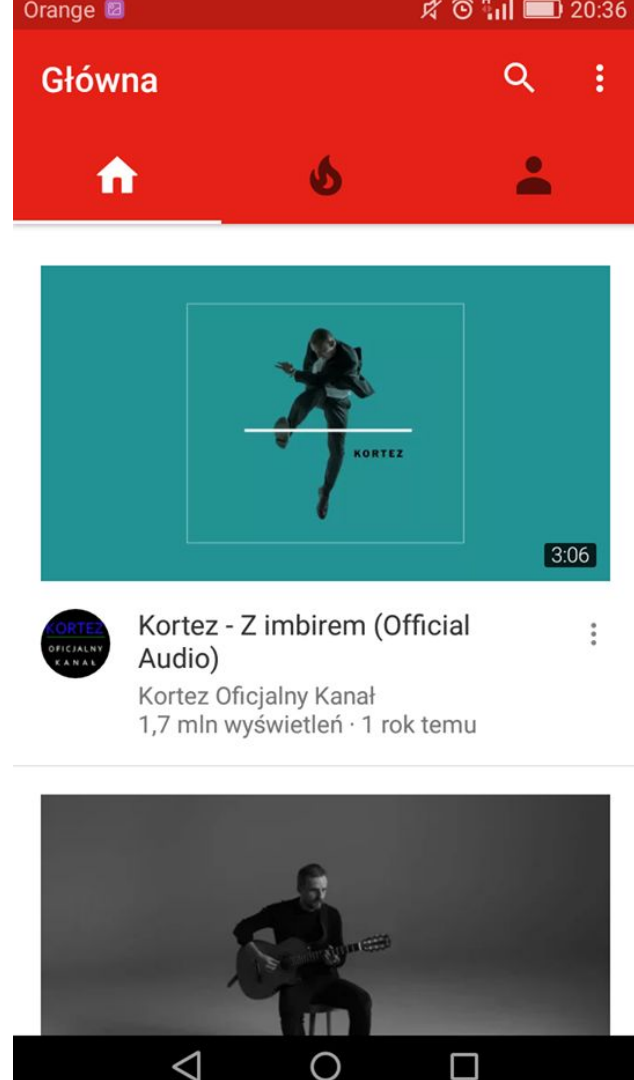 Orange 20:36
Główna
KORTEZ
3:06
KORTEZ
OFICJALNY
KANAŁ
Kortez - Z imbirem (Official
Audio)
Kortez Oficjalny Kanał
1,7 mln wyświetleń · 1 rok temu